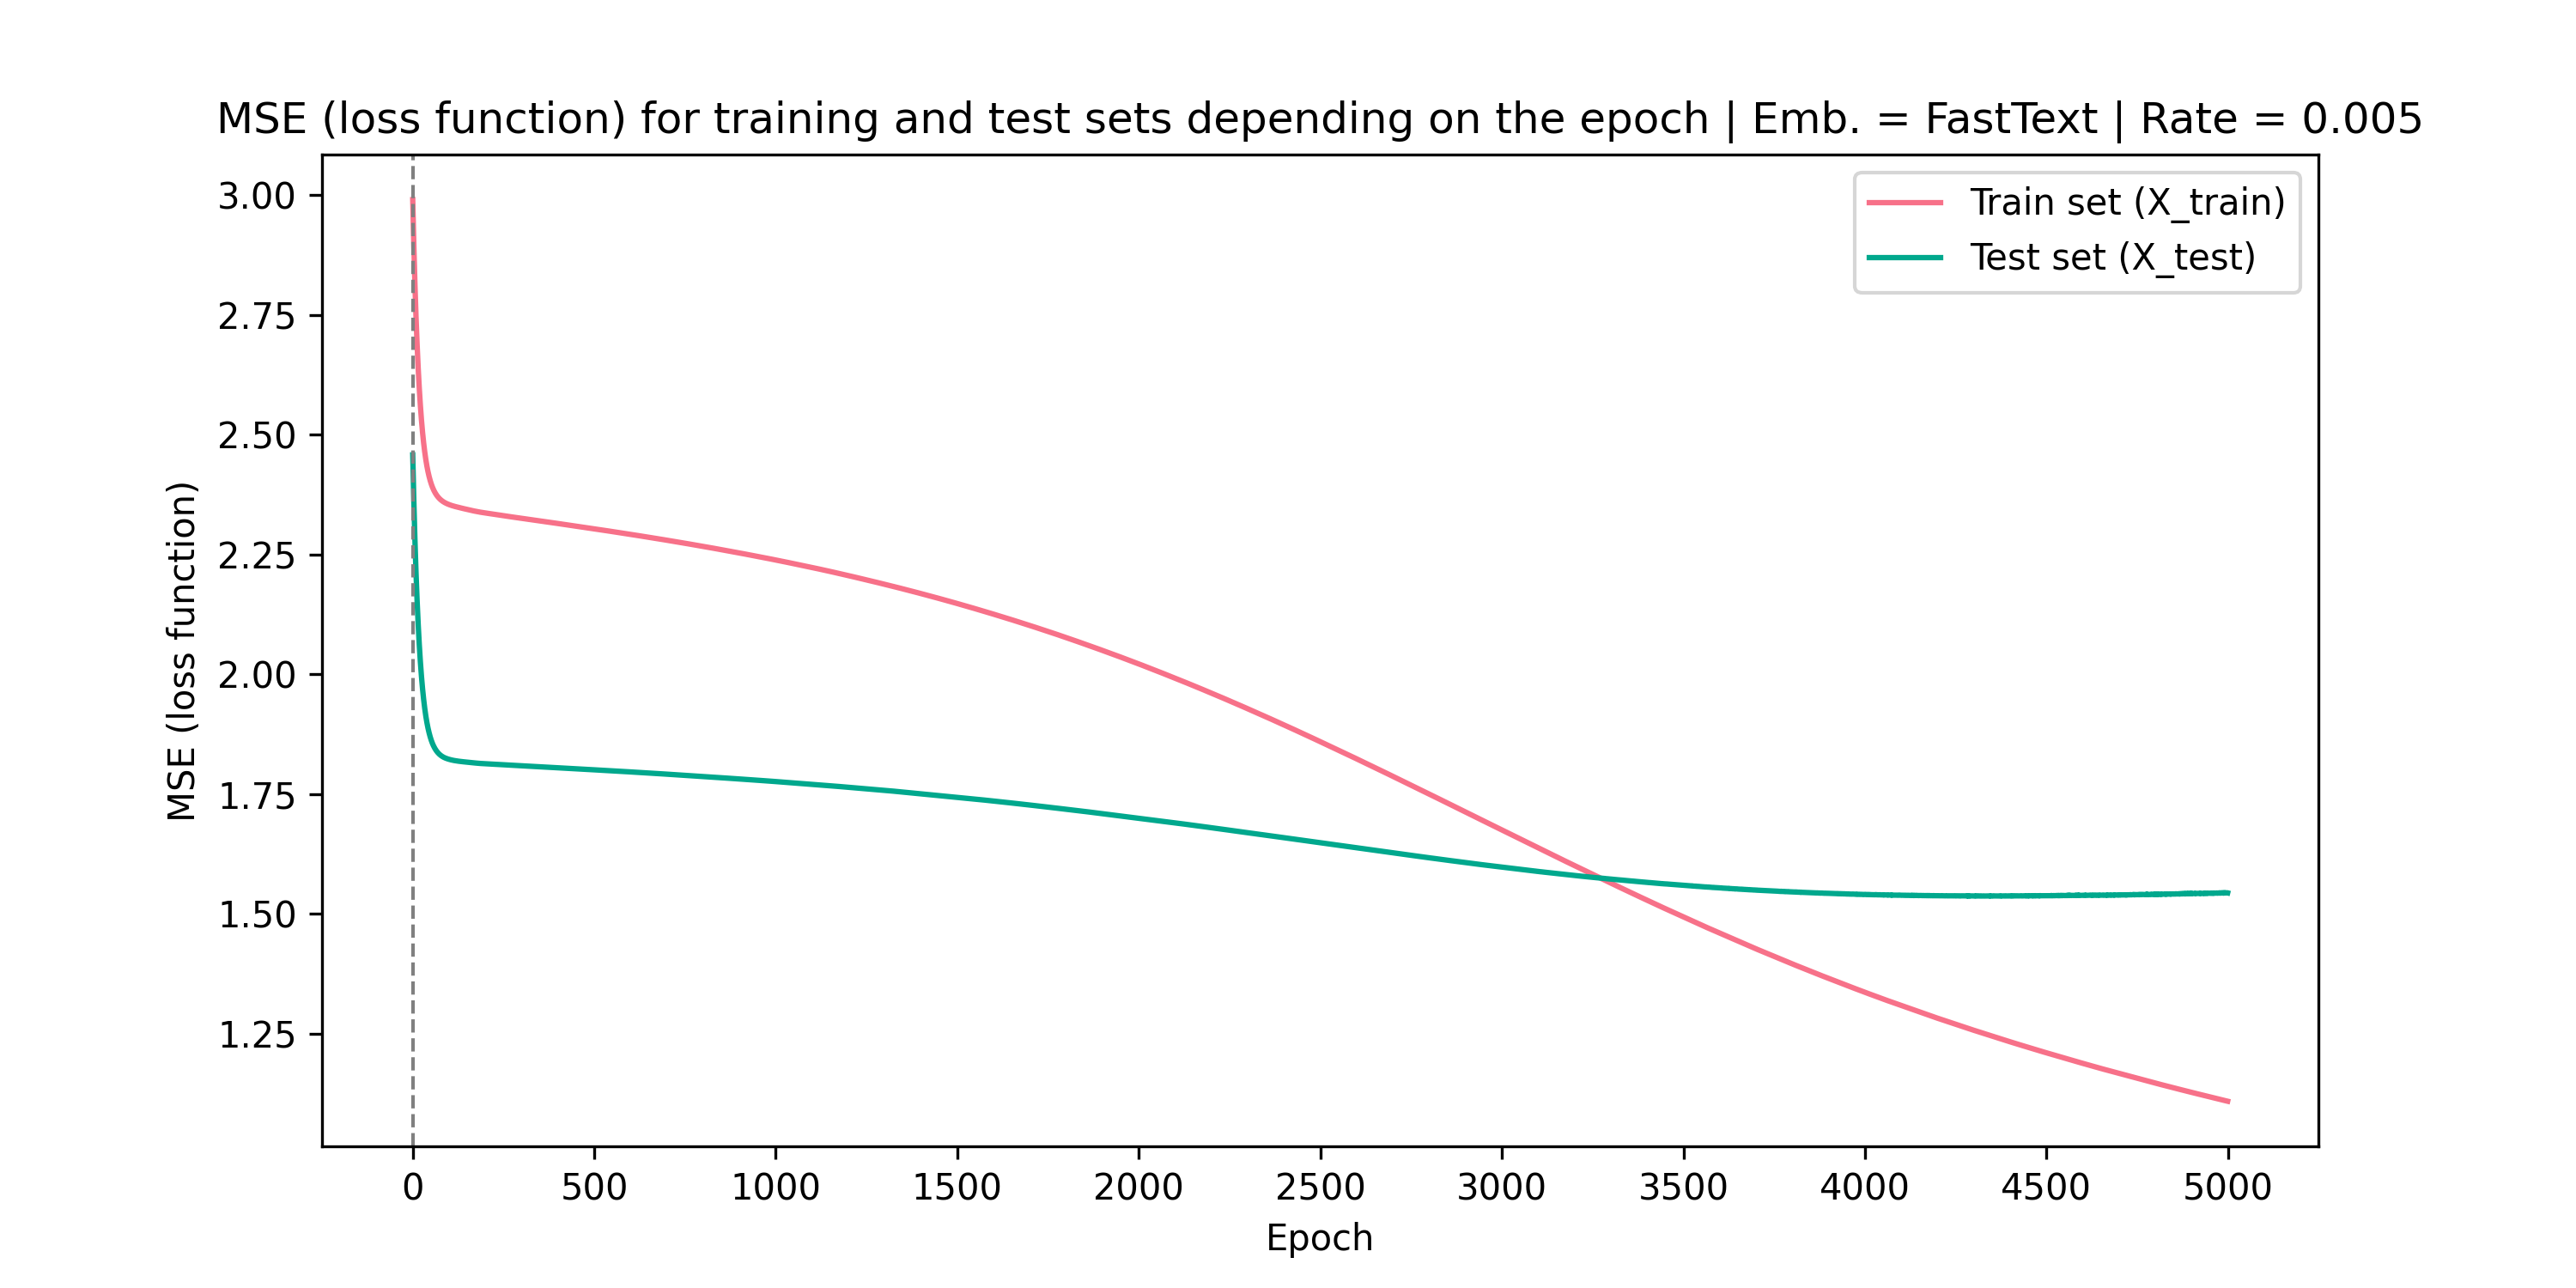 MSE (loss function) for training and test sets depending on the epoch | Emb. = FastText | Rate = 0.005
Train set (X_train)
Test set (X_test)
MSE (loss function)
3.00
2.75
2.50
2.25
2.00
1.75
1.50
1.25
0 500 1000 1500 2000 2500 3000 3500 4000 4500 5000
Epoch